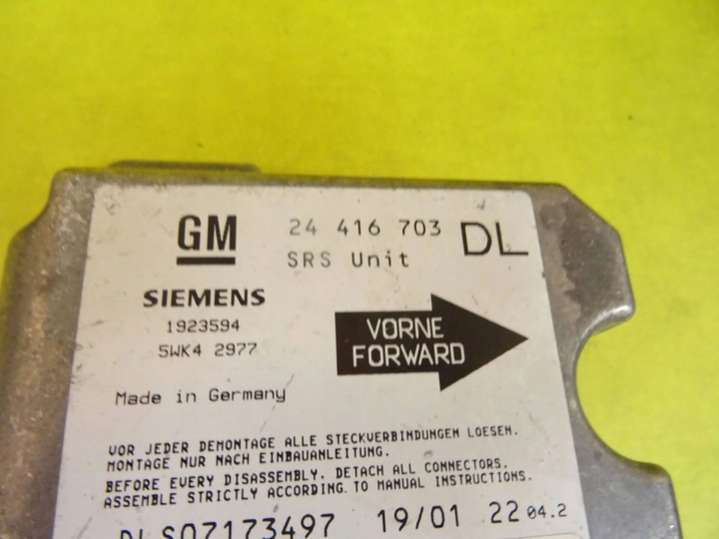 GM 24 416 703 DL
SRS Unit
SIEMENS
1923594
5WK4 2977
VORNE
FORWARD
Made in Germany
VOR JEDER DEMONTAGE ALLE STECKVERBINDUNGEN LOESEN.
MONTAGE NUR NACH EINBAUANLEITUNG.
BEFORE EVERY DISASSEMBLY, DETACH ALL CONNECTORS,
ASSEMBLE STRICTLY ACCORDING TO MANUAL INSTRUCTIONS.
DLS07173497 19/01 22 04.2